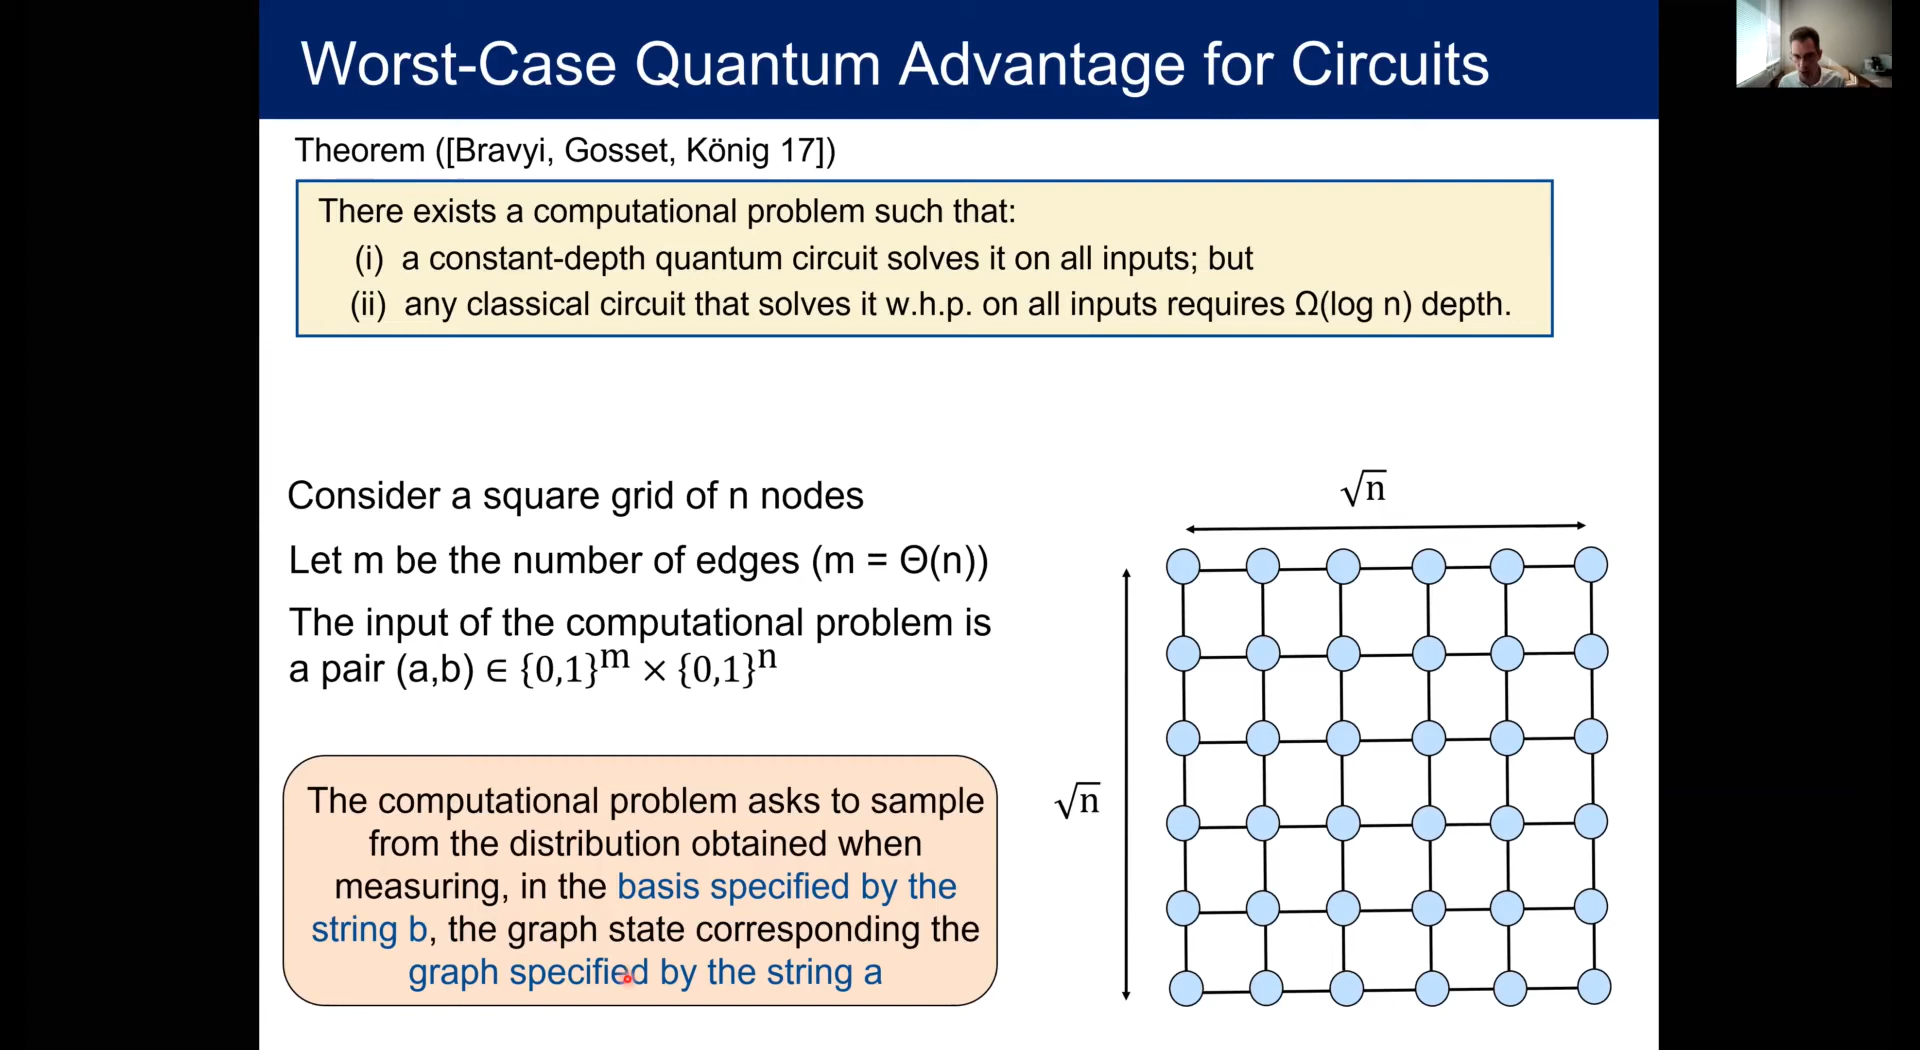 Worst-Case Quantum Advantage for Circuits
Theorem ([Bravyi, Gosset, König 17])
There exists a computational problem such that:
(i) a constant-depth quantum circuit solves it on all inputs; but
(ii) any classical circuit that solves it w.h.p. on all inputs requires Ω(log n) depth.
Consider a square grid of n nodes
Let m be the number of edges (m = Θ(n))
The input of the computational problem is
a pair (a,b) ∈ {0,1}^m × {0,1}^n
The computational problem asks to sample
from the distribution obtained when
measuring, in the basis specified by the
string b, the graph state corresponding the
graph specified by the string a
√n
√n